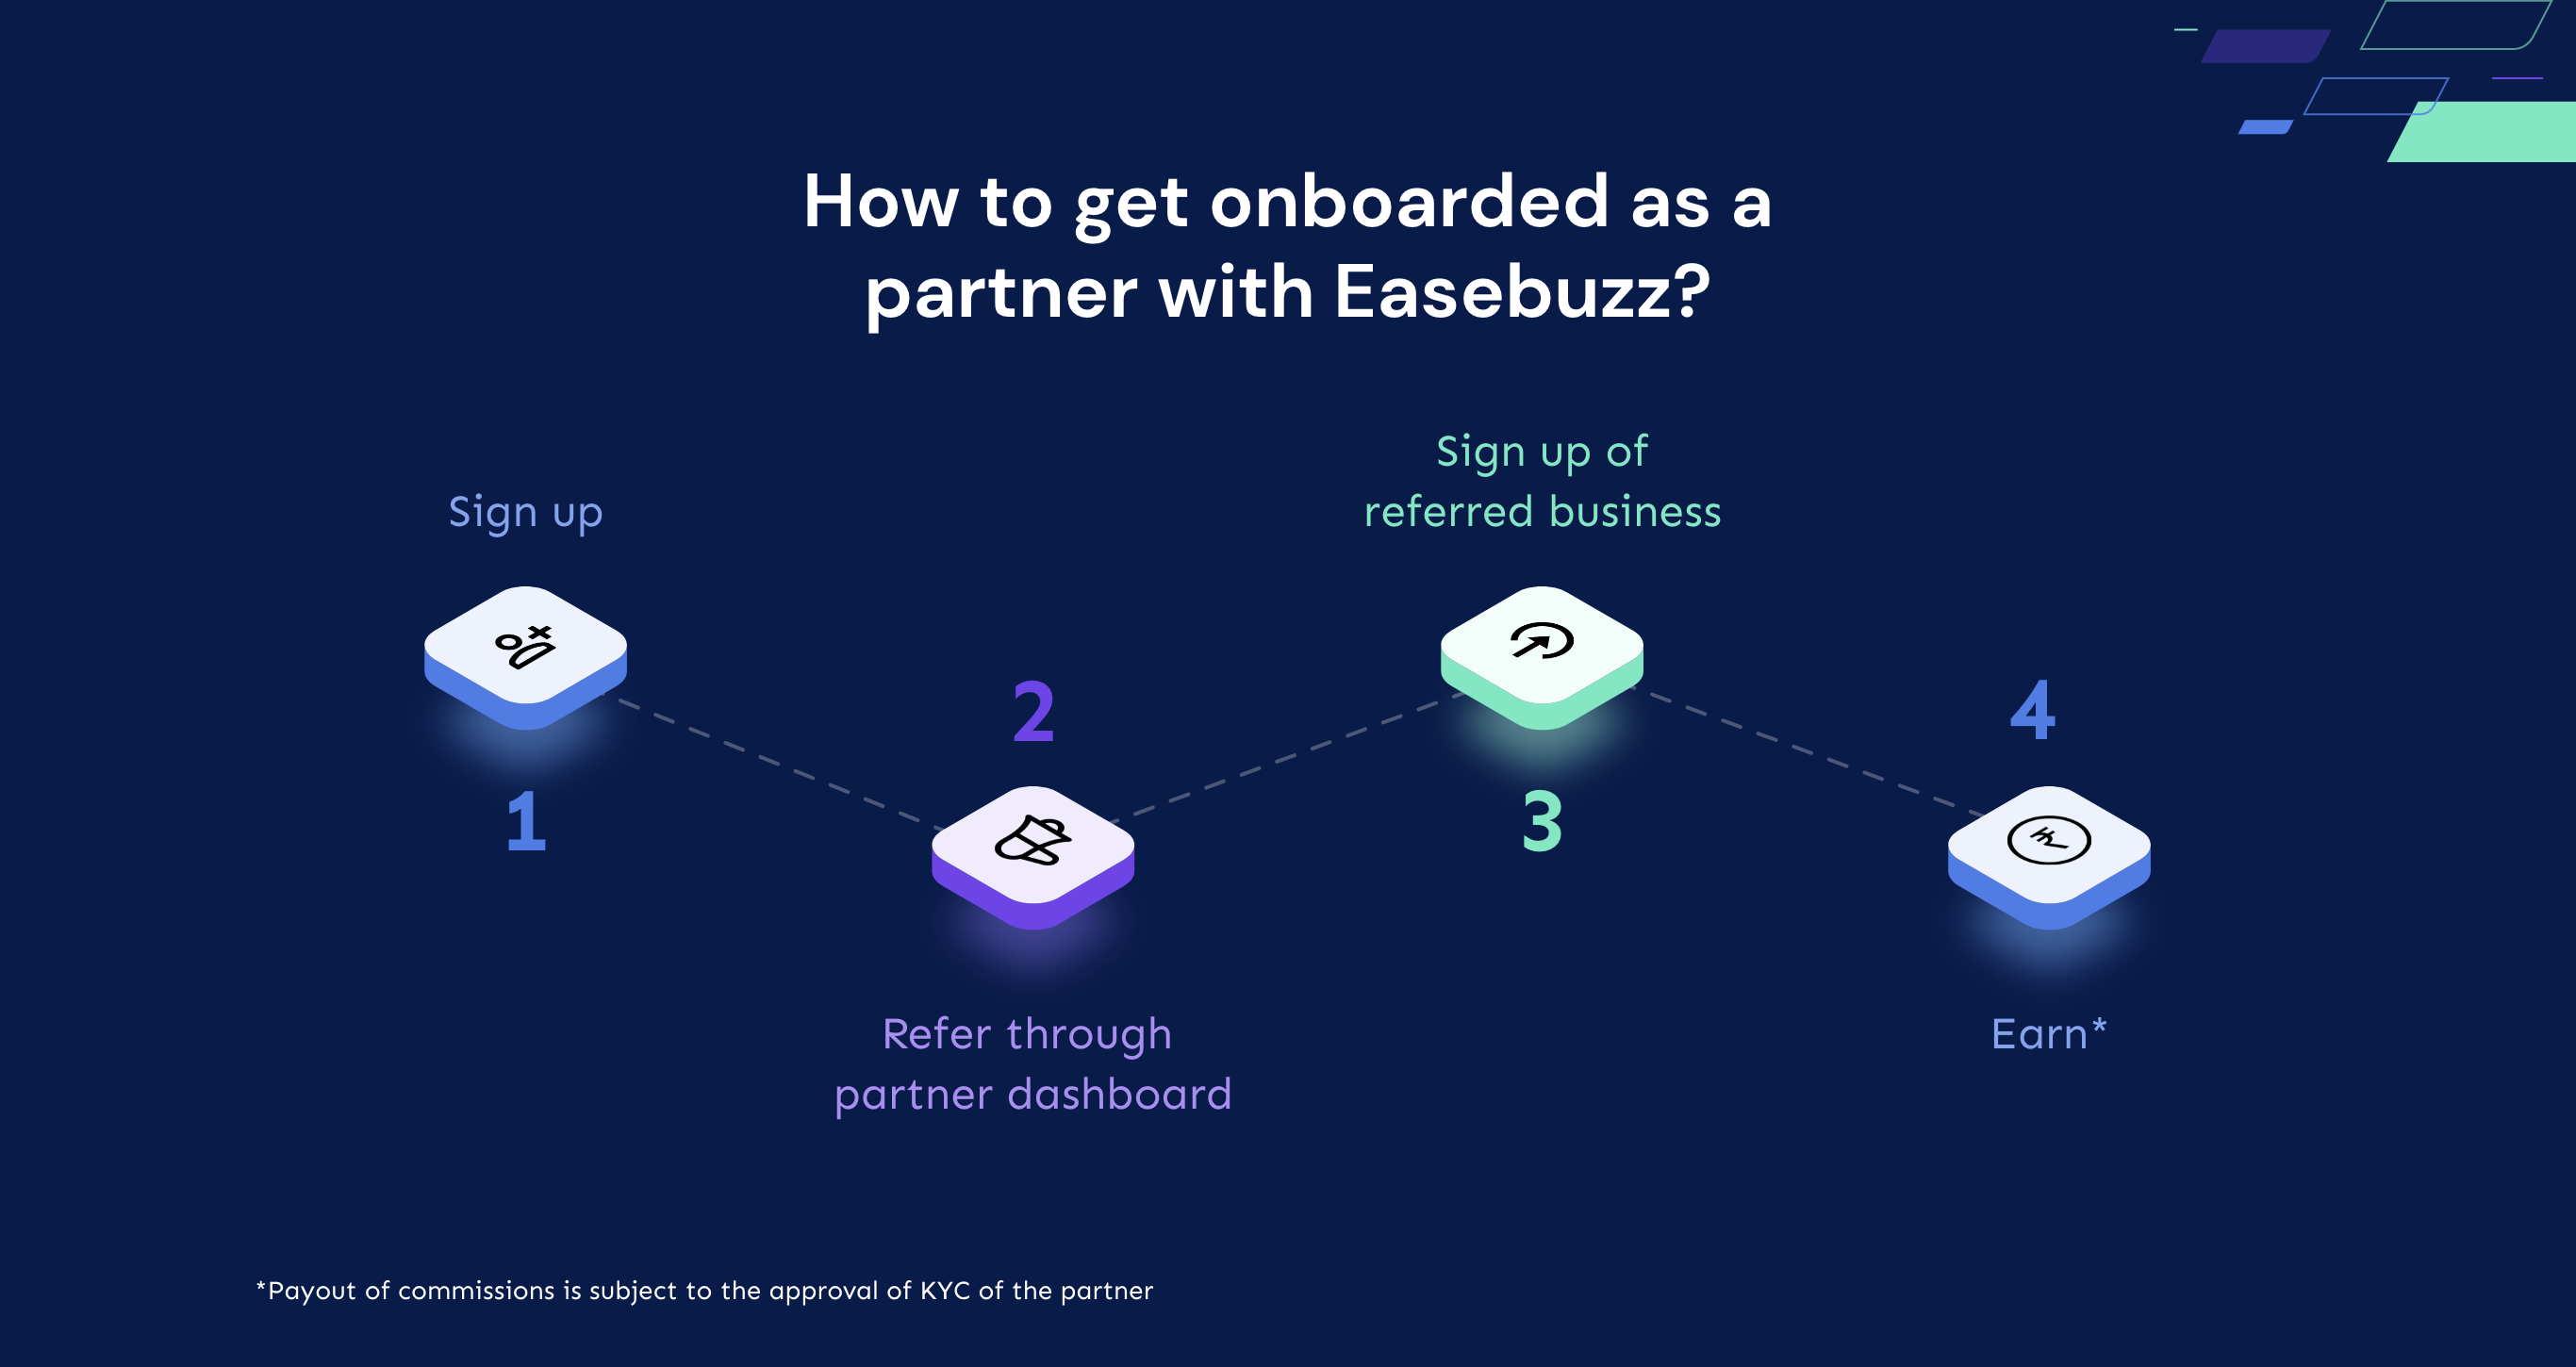 How to get onboarded as a
partner with Easebuzz?
Sign up
1
2
Refer through
partner dashboard
Sign up of
referred business
3
4
Earn*
*Payout of commissions is subject to the approval of KYC of the partner